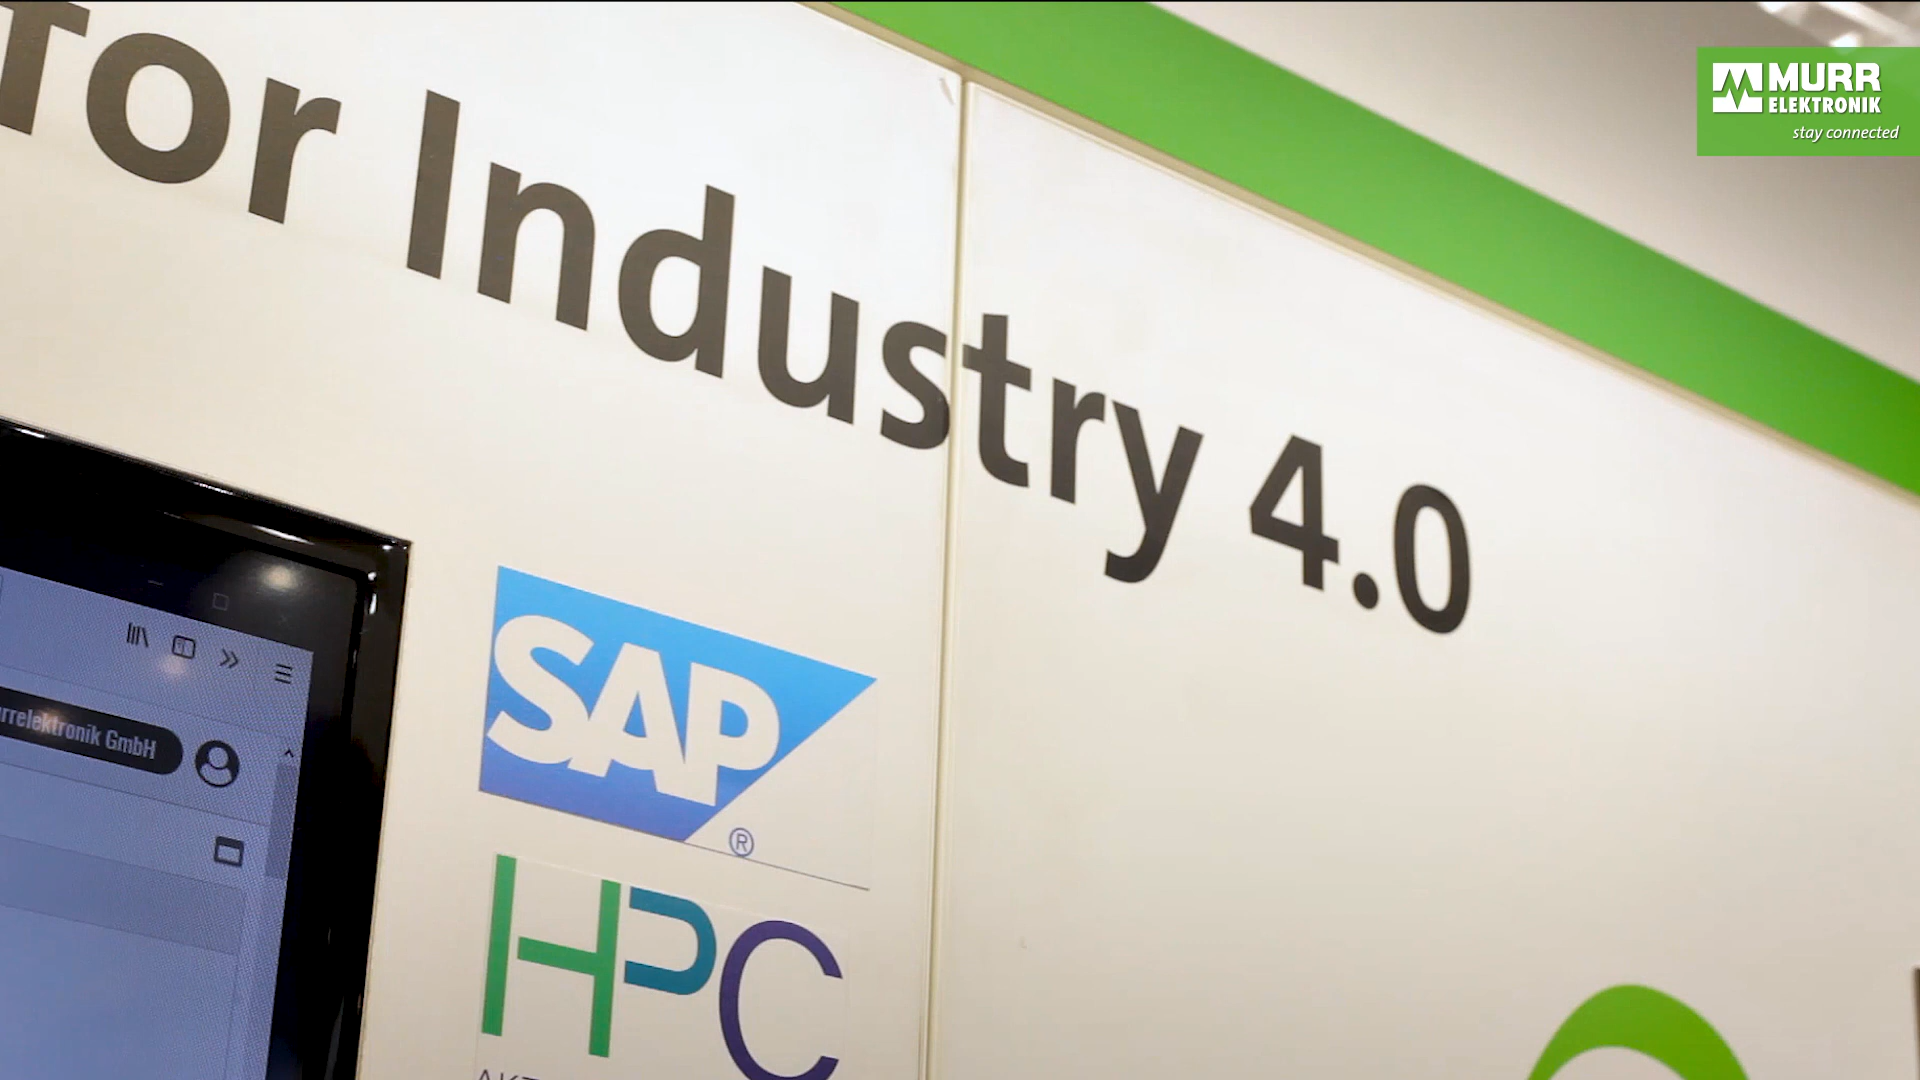 for Industry 4.0
MURR
ELEKTRONIK
stay connected
SAP
®
rrelektronik GmbH
HPC